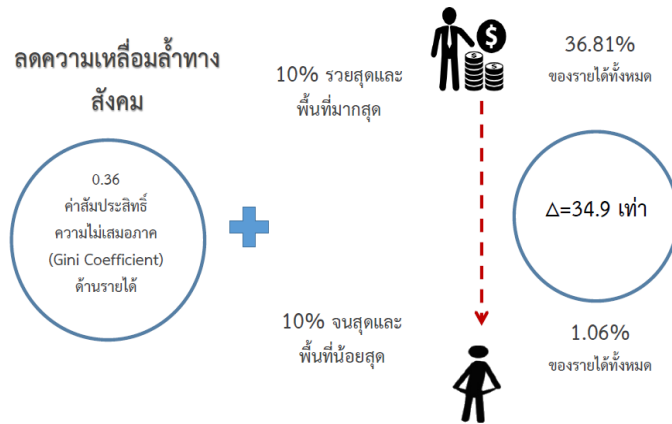 ลดความเหลื่อมล้ำทาง
สังคม
0.36
ค่าสัมประสิทธิ์
ความไม่เสมอภาค
(Gini Coefficient)
ด้านรายได้
10% รวยสุดและ
พื้นที่มากสุด
$
36.81%
ของรายได้ทั้งหมด
△=34.9 เท่า
10% จนสุดและ
พื้นที่น้อยสุด
1.06%
ของรายได้ทั้งหมด